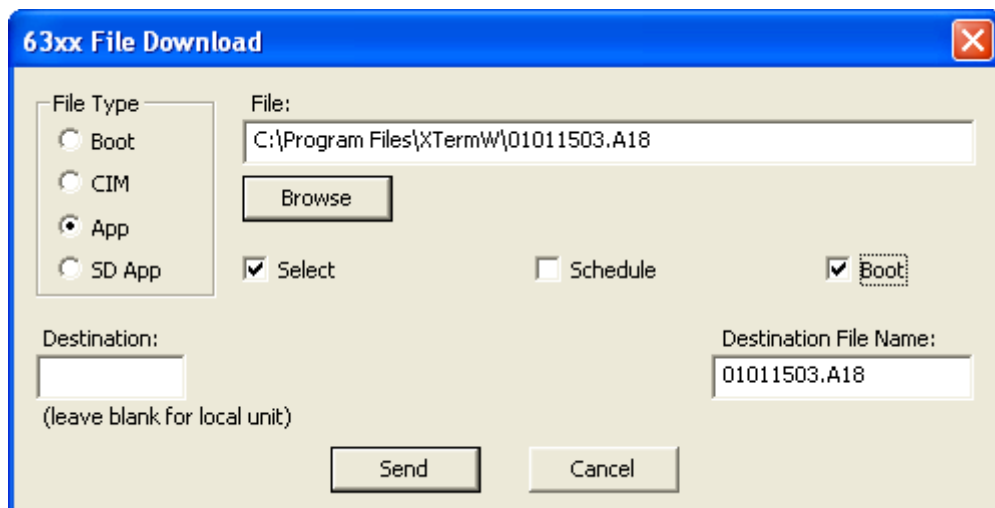 63xx File Download
File Type
Boot
CIM
App
SD App
File:
C:\Program Files\XTermW\01011503.A18
Browse
Select
Schedule
Boot
Destination:
(leave blank for local unit)
Destination File Name:
01011503.A18
Send
Cancel